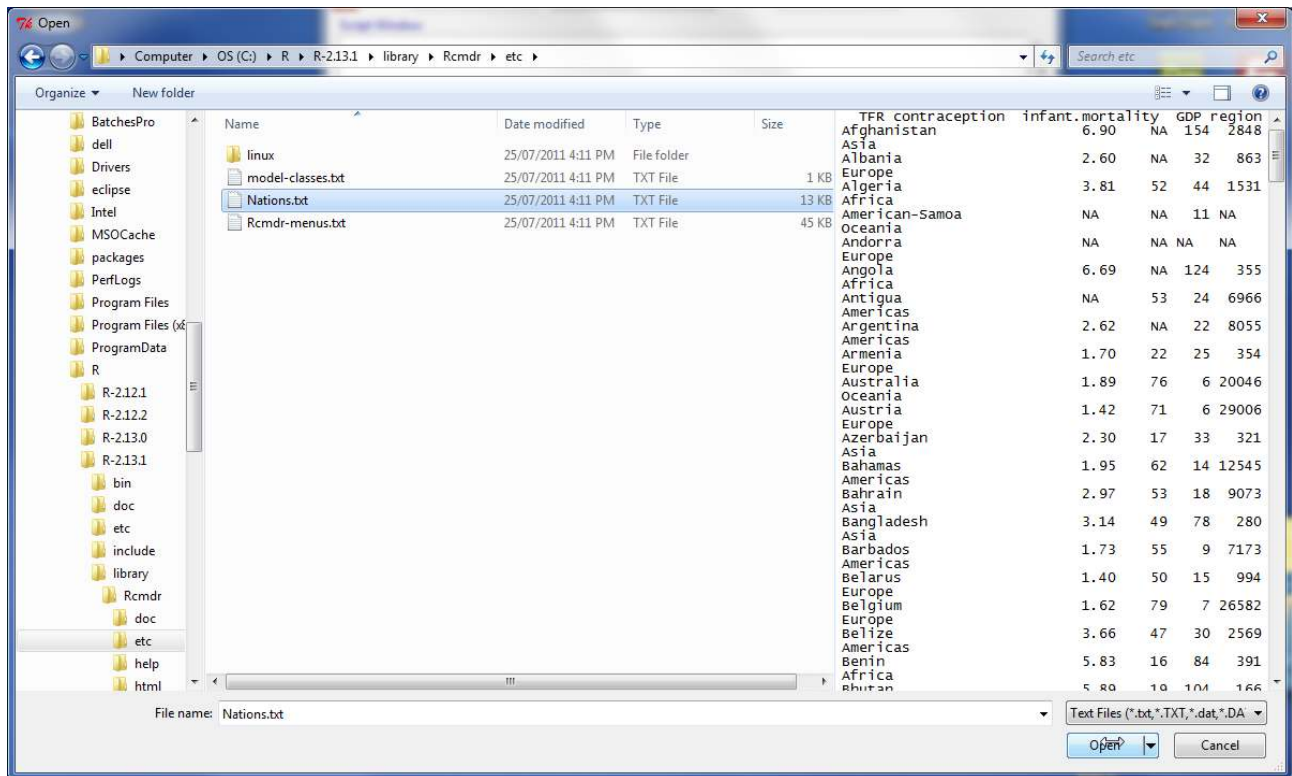 Open
Script Window
Computer ▸ OS (C:) ▸ R ▸ R-2.13.1 ▸ library ▸ Rcmdr ▸ etc ▸
Search etc
Organize ▾ New folder
BatchesPro
dell
Drivers
eclipse
Intel
MSOCache
packages
PerfLogs
Program Files
Program Files (x8
ProgramData
R
R-2.12.1
R-2.12.2
R-2.13.0
R-2.13.1
bin
doc
etc
include
library
Rcmdr
doc
etc
help
html
Name Date modified Type Size
linux 25/07/2011 4:11 PM File folder
model-classes.txt 25/07/2011 4:11 PM TXT File 1 KB
Nations.txt 25/07/2011 4:11 PM TXT File 13 KB
Rcmdr-menus.txt 25/07/2011 4:11 PM TXT File 45 KB
TFR contraception infant.mortality GDP region
Afghanistan 6.90 NA 154 2848
Asia
Albania 2.60 NA 32 863
Europe
Algeria 3.81 52 44 1531
Africa
American-Samoa NA NA 11 NA
Oceania
Andorra NA NA NA NA
Europe
Angola 6.69 NA 124 355
Africa
Antigua NA 53 24 6966
Americas
Argentina 2.62 NA 22 8055
Americas
Armenia 1.70 22 25 354
Europe
Australia 1.89 76 6 20046
Oceania
Austria 1.42 71 6 29006
Europe
Azerbaijan 2.30 17 33 321
Asia
Bahamas 1.95 62 14 12545
Americas
Bahrain 2.97 53 18 9073
Asia
Bangladesh 3.14 49 78 280
Asia
Barbados 1.73 55 9 7173
Americas
Belarus 1.40 50 15 994
Europe
Belgium 1.62 79 7 26582
Europe
Belize 3.66 47 30 2569
Americas
Benin 5.83 16 84 391
Africa
Bhutan 5.89 19 104 166
File name: Nations.txt
Text Files (*.txt,*.TXT,*.dat,*.DA
Open Cancel